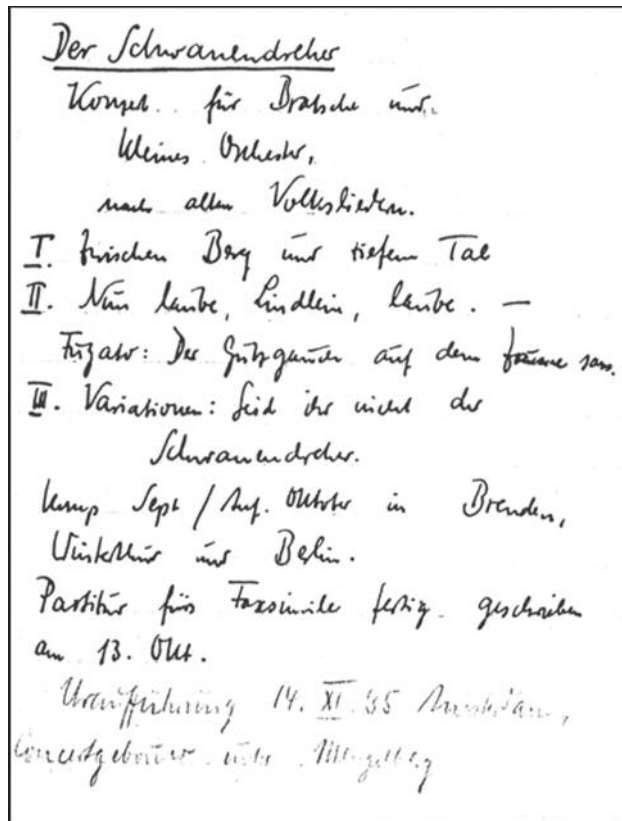 Der Schwanendreher
Konzert für Bratsche und
kleines Orchester,
nach alten Volksliedern.
I. Zwischen Berg und tiefem Tal
II. Nun laube, Lindlein, laube. —
Fugato: Der Gutzgauch auf dem Zaune sass.
III. Variationen: Seid ihr nicht der
Schwanendreher.
komp Sept / Anf. Oktober in Brenden,
Winterthur und Berlin.
Partitur fürs Faxsimile fertig geschrieben
am 13. Okt.
Uraufführung 14. XI 35 Amsterdam,
Concertgebouw unter Mengelberg